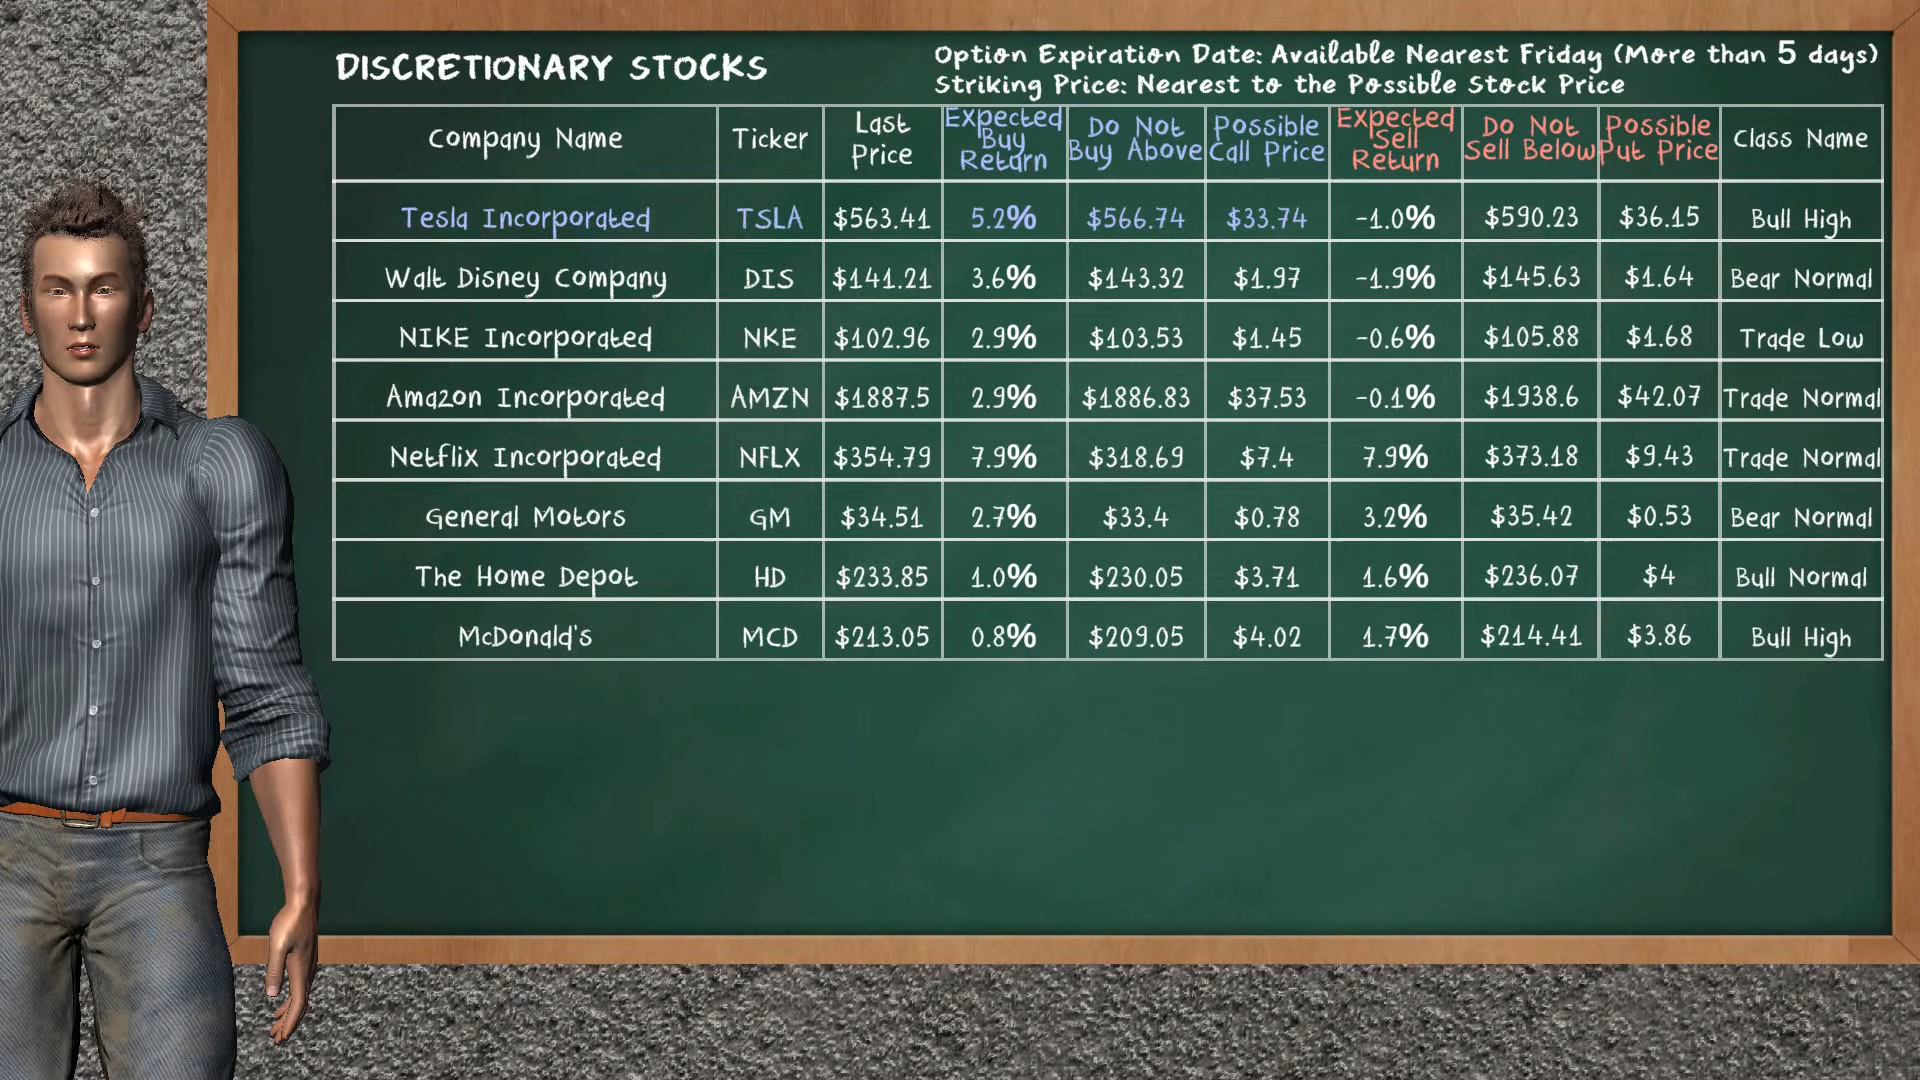 DISCRETIONARY STOCKS
Option Expiration Date: Available Nearest Friday (More than 5 days)
Striking Price: Nearest to the Possible Stock Price
Company Name Ticker Last Price Expected Buy Return Do Not Buy Above Possible Call Price Expected Sell Return Do Not Sell Below Possible Put Price Class Name
Tesla Incorporated TSLA $563.41 5.2% $566.74 $33.74 -1.0% $590.23 $36.15 Bull High
Walt Disney Company DIS $141.21 3.6% $143.32 $1.97 -1.9% $145.63 $1.64 Bear Normal
NIKE Incorporated NKE $102.96 2.9% $103.53 $1.45 -0.6% $105.88 $1.68 Trade Low
Amazon Incorporated AMZN $1887.5 2.9% $1886.83 $37.53 -0.1% $1938.6 $42.07 Trade Normal
Netflix Incorporated NFLX $354.79 7.9% $318.69 $7.4 7.9% $373.18 $9.43 Trade Normal
General Motors GM $34.51 2.7% $33.4 $0.78 3.2% $35.42 $0.53 Bear Normal
The Home Depot HD $233.85 1.0% $230.05 $3.71 1.6% $236.07 $4 Bull Normal
McDonald's MCD $213.05 0.8% $209.05 $4.02 1.7% $214.41 $3.86 Bull High